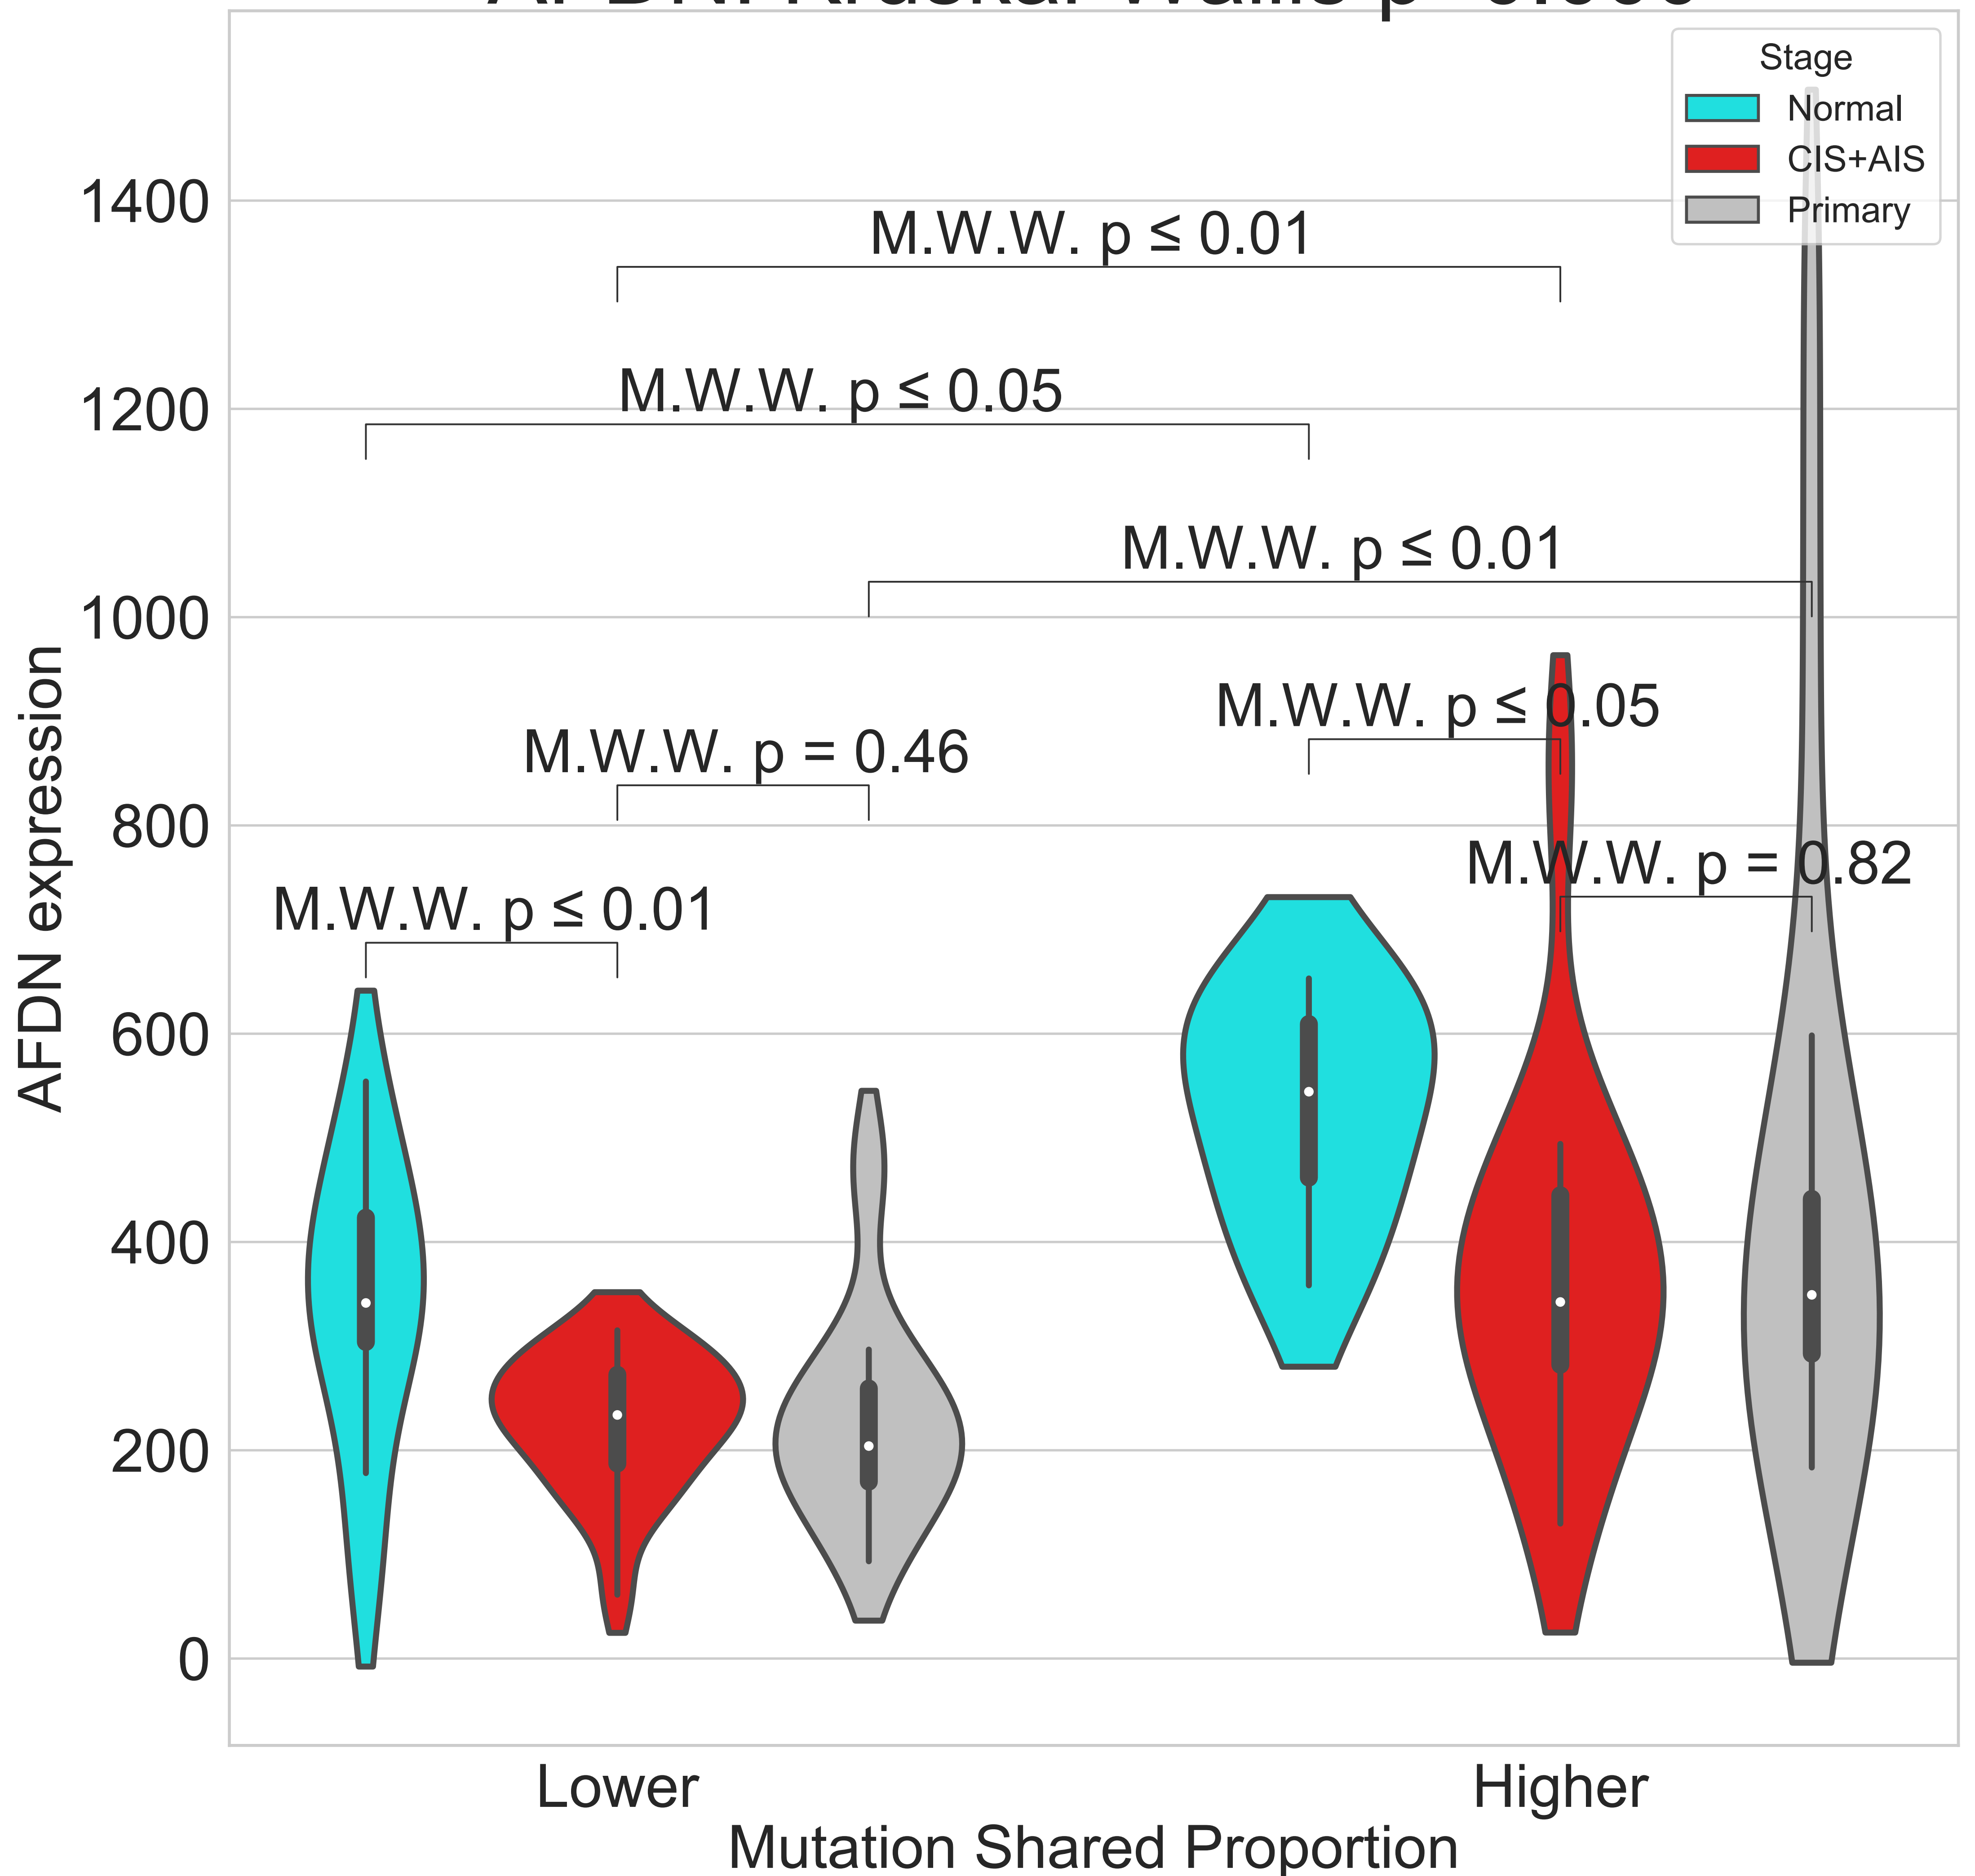 Stage
Normal
CIS+AIS
Primary
1400
1200
1000
800
600
400
200
0
AFDN expression
M.W.W. p ≤ 0.01
M.W.W. p ≤ 0.05
M.W.W. p ≤ 0.01
M.W.W. p ≤ 0.05
M.W.W. p = 0.46
M.W.W. p = 0.82
M.W.W. p ≤ 0.01
Lower
Higher
Mutation Shared Proportion